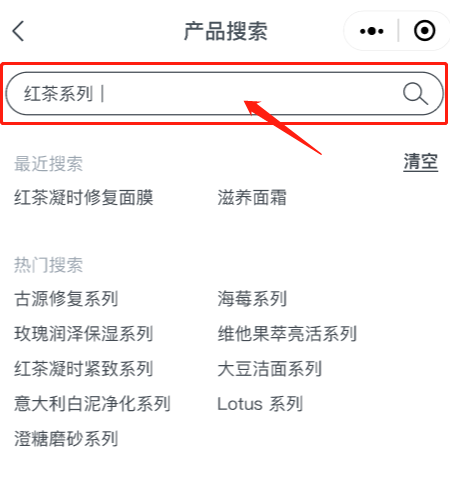 产品搜索
红茶系列
最近搜索 清空
红茶凝时修复面膜 滋养面霜
热门搜索
古源修复系列 海莓系列
玫瑰润泽保湿系列 维他果萃亮活系列
红茶凝时紧致系列 大豆洁面系列
意大利白泥净化系列 Lotus 系列
澄糖磨砂系列